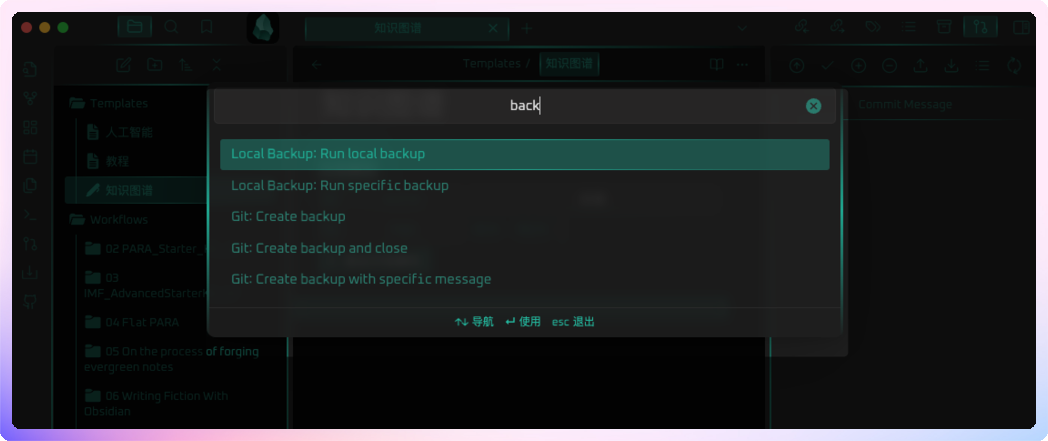 知识图谱
Templates /
知识图谱
Templates
人工智能
教程
知识图谱
Workflows
02 PARA_Starter_
03
IMF_AdvancedStarter
04 Flat PARA
05 On the process of forging
evergreen notes
06 Writing Fiction With
Obsidian
back
Local Backup: Run local backup
Local Backup: Run specific backup
Git: Create backup
Git: Create backup and close
Git: Create backup with specific message
↑↓ 导航 ↵ 使用 esc 退出
Commit Message